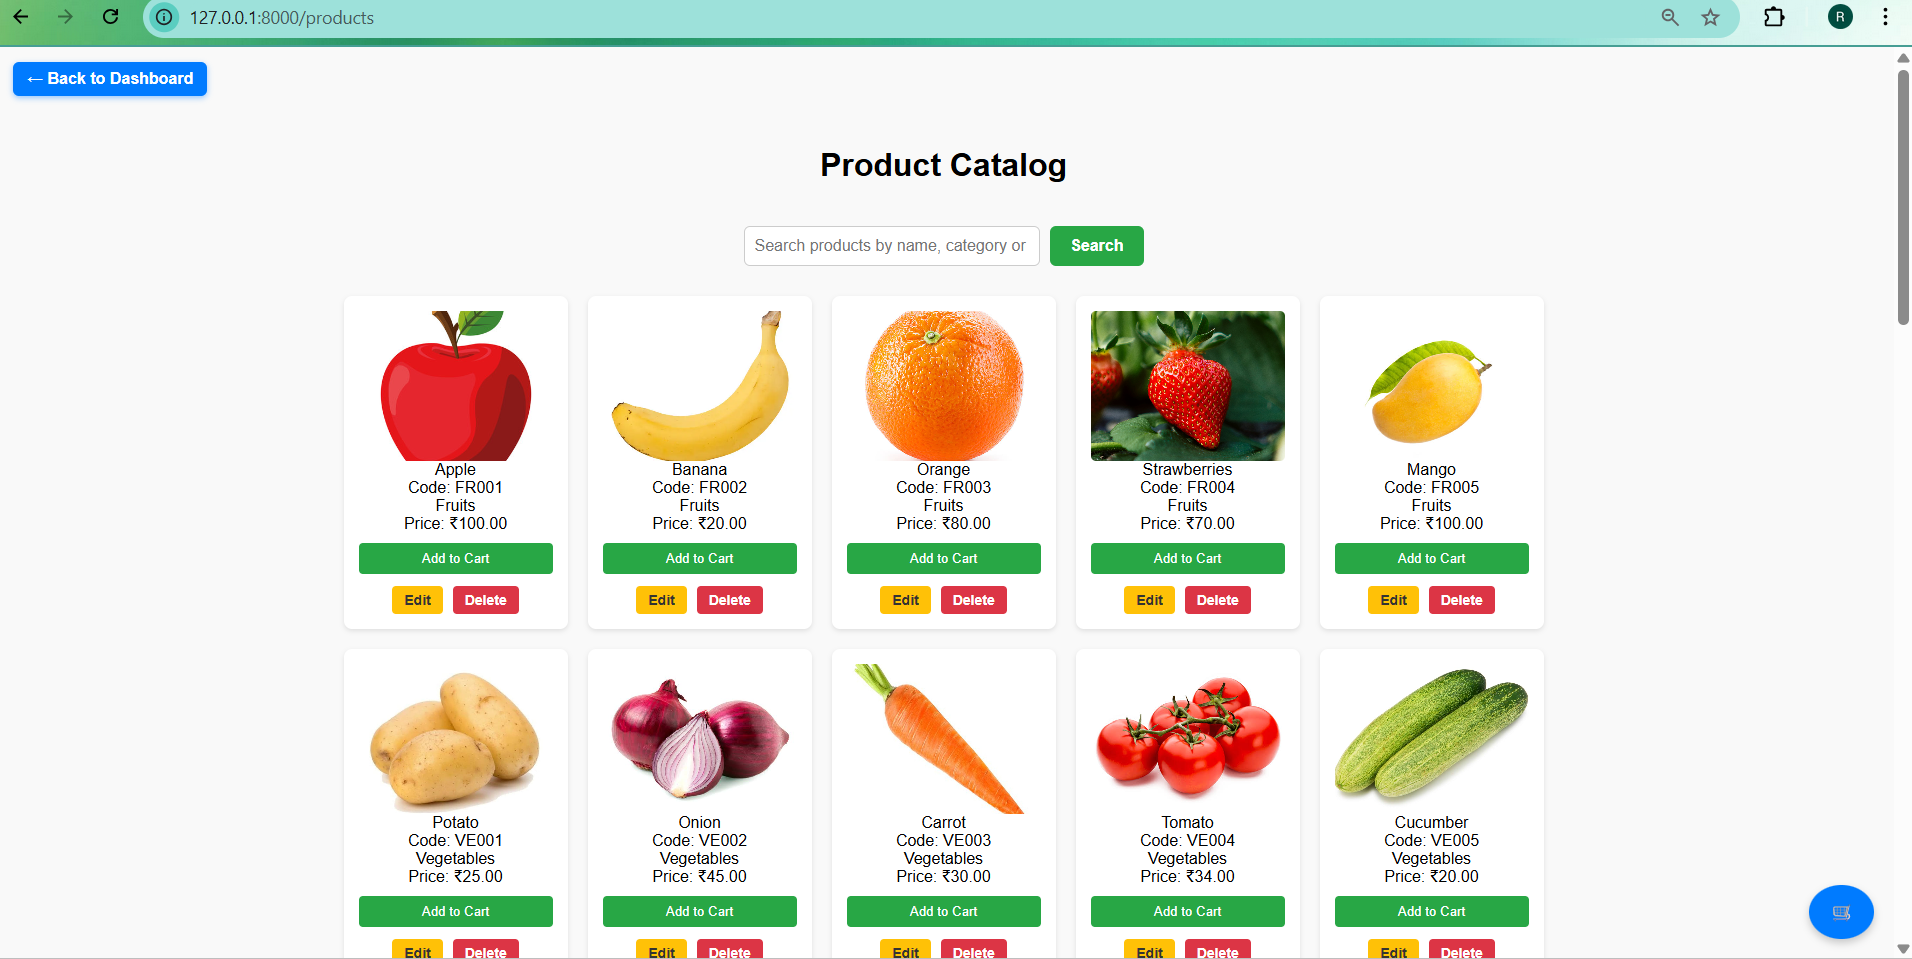 127.0.0.1:8000/products
R
← Back to Dashboard
Product Catalog
Search products by name, category or
Search
Apple
Code: FR001
Fruits
Price: ₹100.00
Add to Cart
Edit
Delete
Banana
Code: FR002
Fruits
Price: ₹20.00
Add to Cart
Edit
Delete
Orange
Code: FR003
Fruits
Price: ₹80.00
Add to Cart
Edit
Delete
Strawberries
Code: FR004
Fruits
Price: ₹70.00
Add to Cart
Edit
Delete
Mango
Code: FR005
Fruits
Price: ₹100.00
Add to Cart
Edit
Delete
Potato
Code: VE001
Vegetables
Price: ₹25.00
Add to Cart
Edit
Delete
Onion
Code: VE002
Vegetables
Price: ₹45.00
Add to Cart
Edit
Delete
Carrot
Code: VE003
Vegetables
Price: ₹30.00
Add to Cart
Edit
Delete
Tomato
Code: VE004
Vegetables
Price: ₹34.00
Add to Cart
Edit
Delete
Cucumber
Code: VE005
Vegetables
Price: ₹20.00
Add to Cart
Edit
Delete